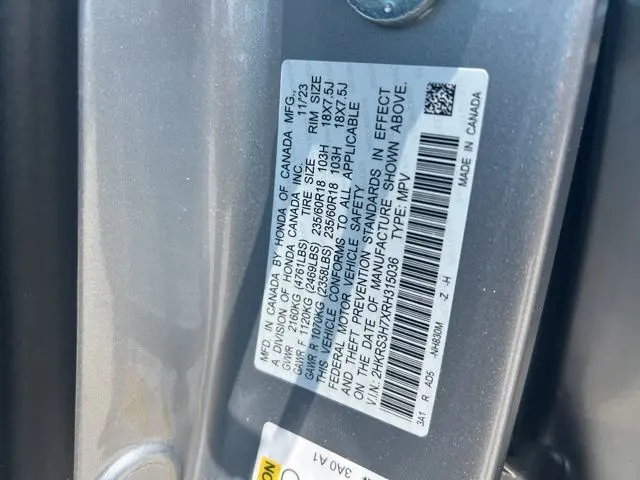 MFD. IN CANADA BY HONDA OF CANADA MFG., 11/23
A DIVISION OF HONDA CANADA INC.
TIRE SIZE RIM SIZE
GVWR 2160KG (4761LBS)
GAWR F 1120KG (2469LBS) 235/60R18 103H 18X7.5J
GAWR R 1070KG (2358LBS) 235/60R18 103H 18X7.5J
THIS VEHICLE CONFORMS TO ALL APPLICABLE
FEDERAL MOTOR VEHICLE SAFETY
AND THEFT PREVENTION STANDARDS IN EFFECT
ON THE DATE OF MANUFACTURE SHOWN ABOVE.
V.I.N.: 2HKRS3H7XRH315036 TYPE: MPV
3A1 R AD5 -NH830M -Z -H
MADE IN CANADA
3A0 A1